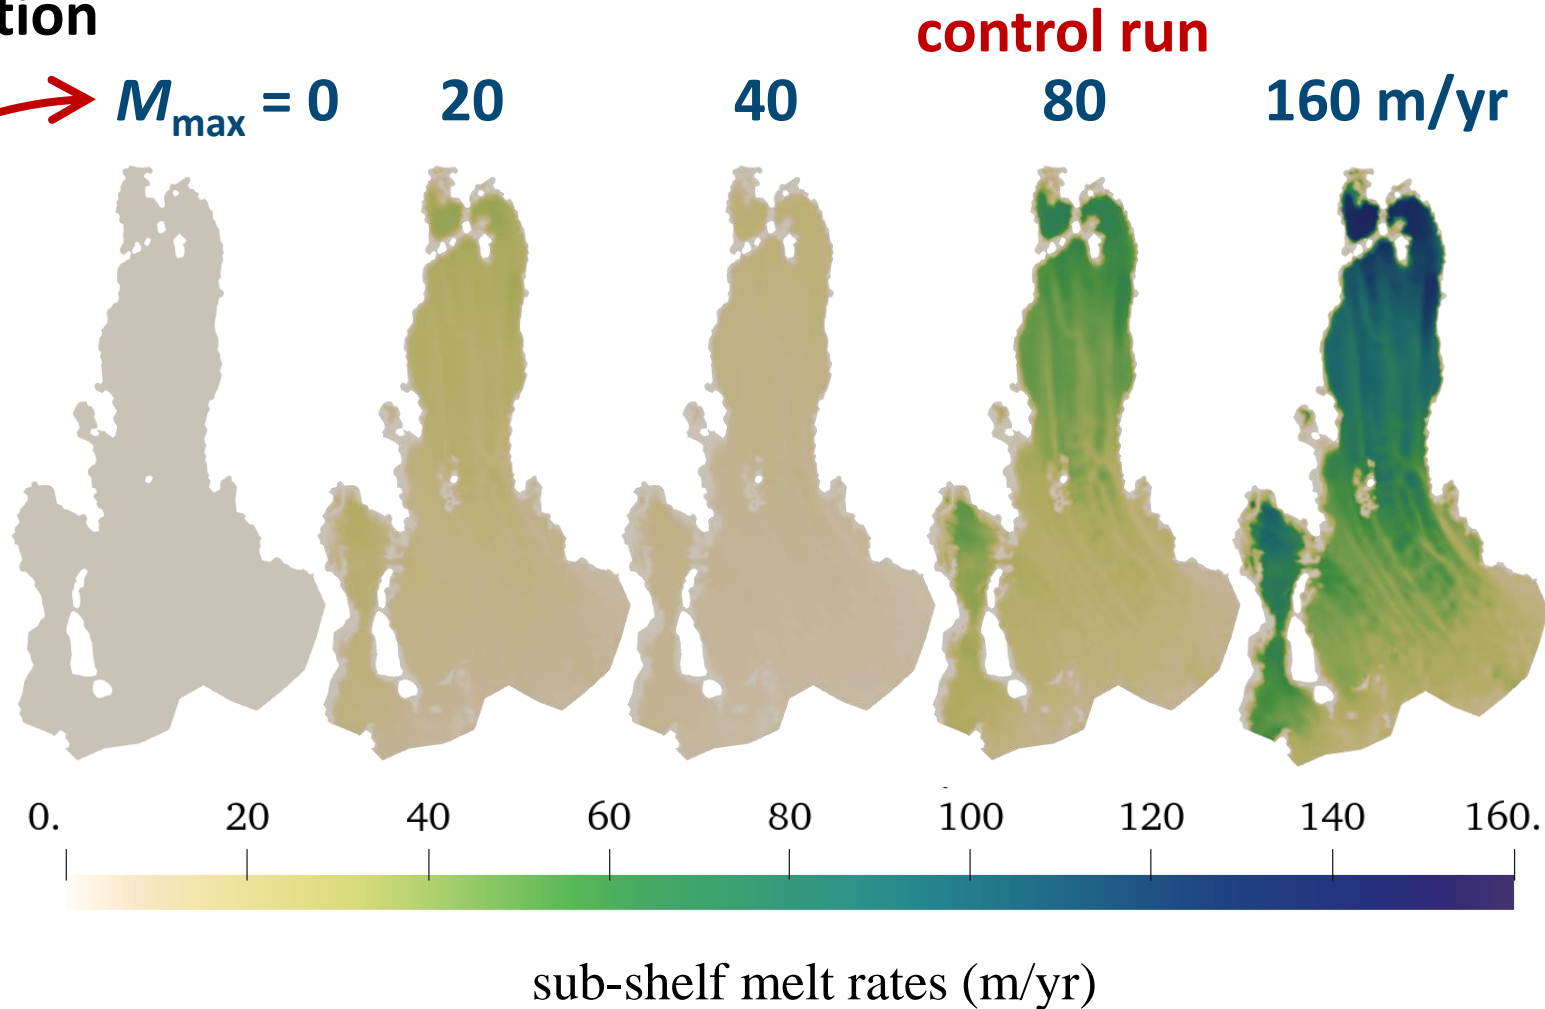 tion
control run
Mmax = 0 20 40 80 160 m/yr
0. 20 40 60 80 100 120 140 160.
sub-shelf melt rates (m/yr)